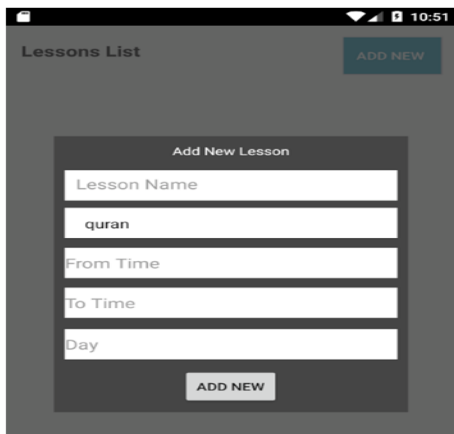 10:51
Lessons List
ADD NEW
Add New Lesson
Lesson Name
quran
From Time
To Time
Day
ADD NEW